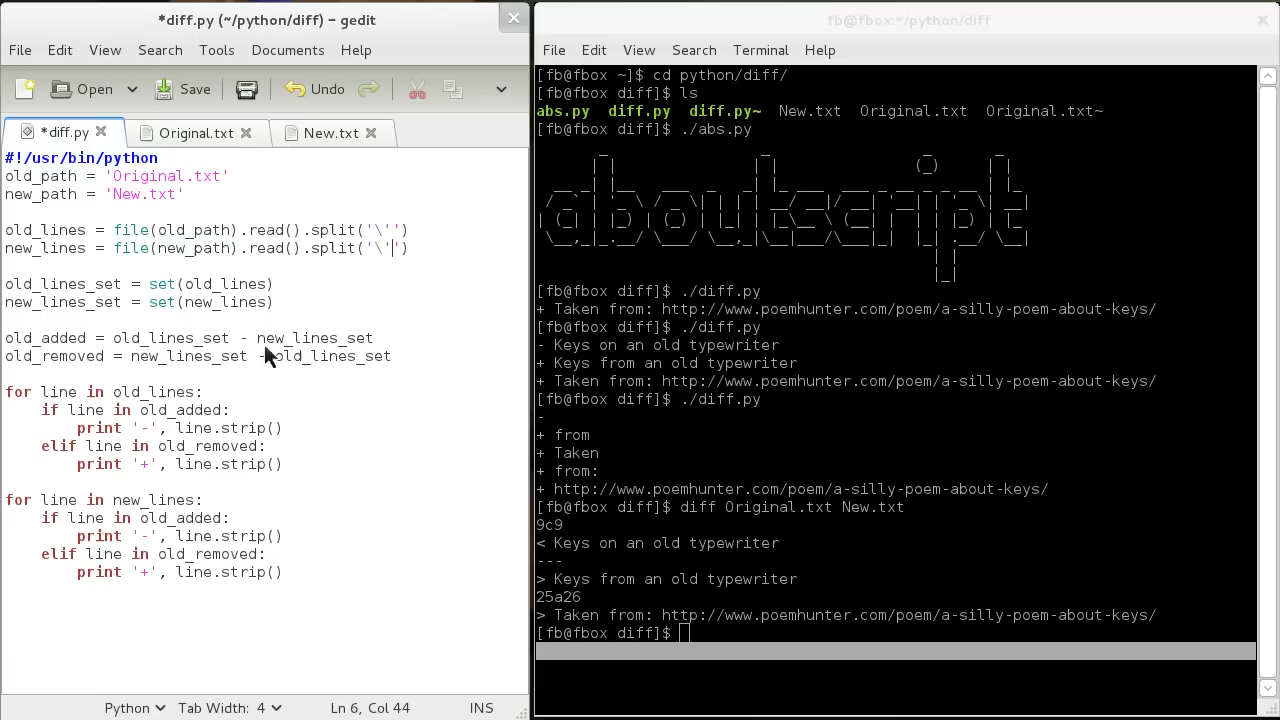 *diff.py (~/python/diff) – gedit
File Edit View Search Tools Documents Help
Open Save Undo
*diff.py Original.txt New.txt
#!/usr/bin/python
old_path = 'Original.txt'
new_path = 'New.txt'
old_lines = file(old_path).read().split('\'')
new_lines = file(new_path).read().split('\'')
old_lines_set = set(old_lines)
new_lines_set = set(new_lines)
old_added = old_lines_set - new_lines_set
old_removed = new_lines_set - old_lines_set
for line in old_lines:
    if line in old_added:
        print '-', line.strip()
    elif line in old_removed:
        print '+', line.strip()
for line in new_lines:
    if line in old_added:
        print '-', line.strip()
    elif line in old_removed:
        print '+', line.strip()
Python Tab Width: 4 Ln 6, Col 44 INS
fb@fbox:~/python/diff
File Edit View Search Terminal Help
[fb@fbox ~]$ cd python/diff/
[fb@fbox diff]$ ls
abs.py diff.py diff.py~ New.txt Original.txt Original.txt~
[fb@fbox diff]$ ./abs.py
aboutscript
[fb@fbox diff]$ ./diff.py
+ Taken from: http://www.poemhunter.com/poem/a-silly-poem-about-keys/
[fb@fbox diff]$ ./diff.py
- Keys on an old typewriter
+ Keys from an old typewriter
+ Taken from: http://www.poemhunter.com/poem/a-silly-poem-about-keys/
[fb@fbox diff]$ ./diff.py
-
+ from
+ Taken
+ from:
+ http://www.poemhunter.com/poem/a-silly-poem-about-keys/
[fb@fbox diff]$ diff Original.txt New.txt
9c9
< Keys on an old typewriter
---
> Keys from an old typewriter
25a26
> Taken from: http://www.poemhunter.com/poem/a-silly-poem-about-keys/
[fb@fbox diff]$